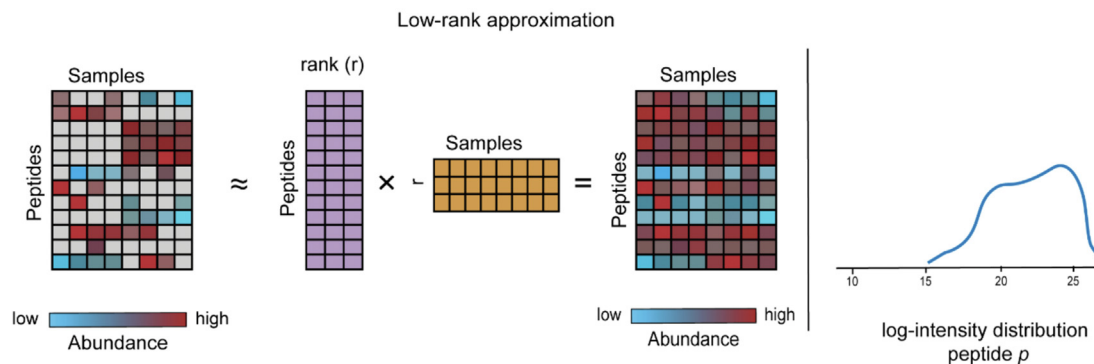 Low-rank approximation
Samples
Peptides
≈
rank (r)
Peptides
×
Samples
r
=
Samples
Peptides
low
high
Abundance
low
high
Abundance
10
15
20
25
log-intensity distribution
peptide p